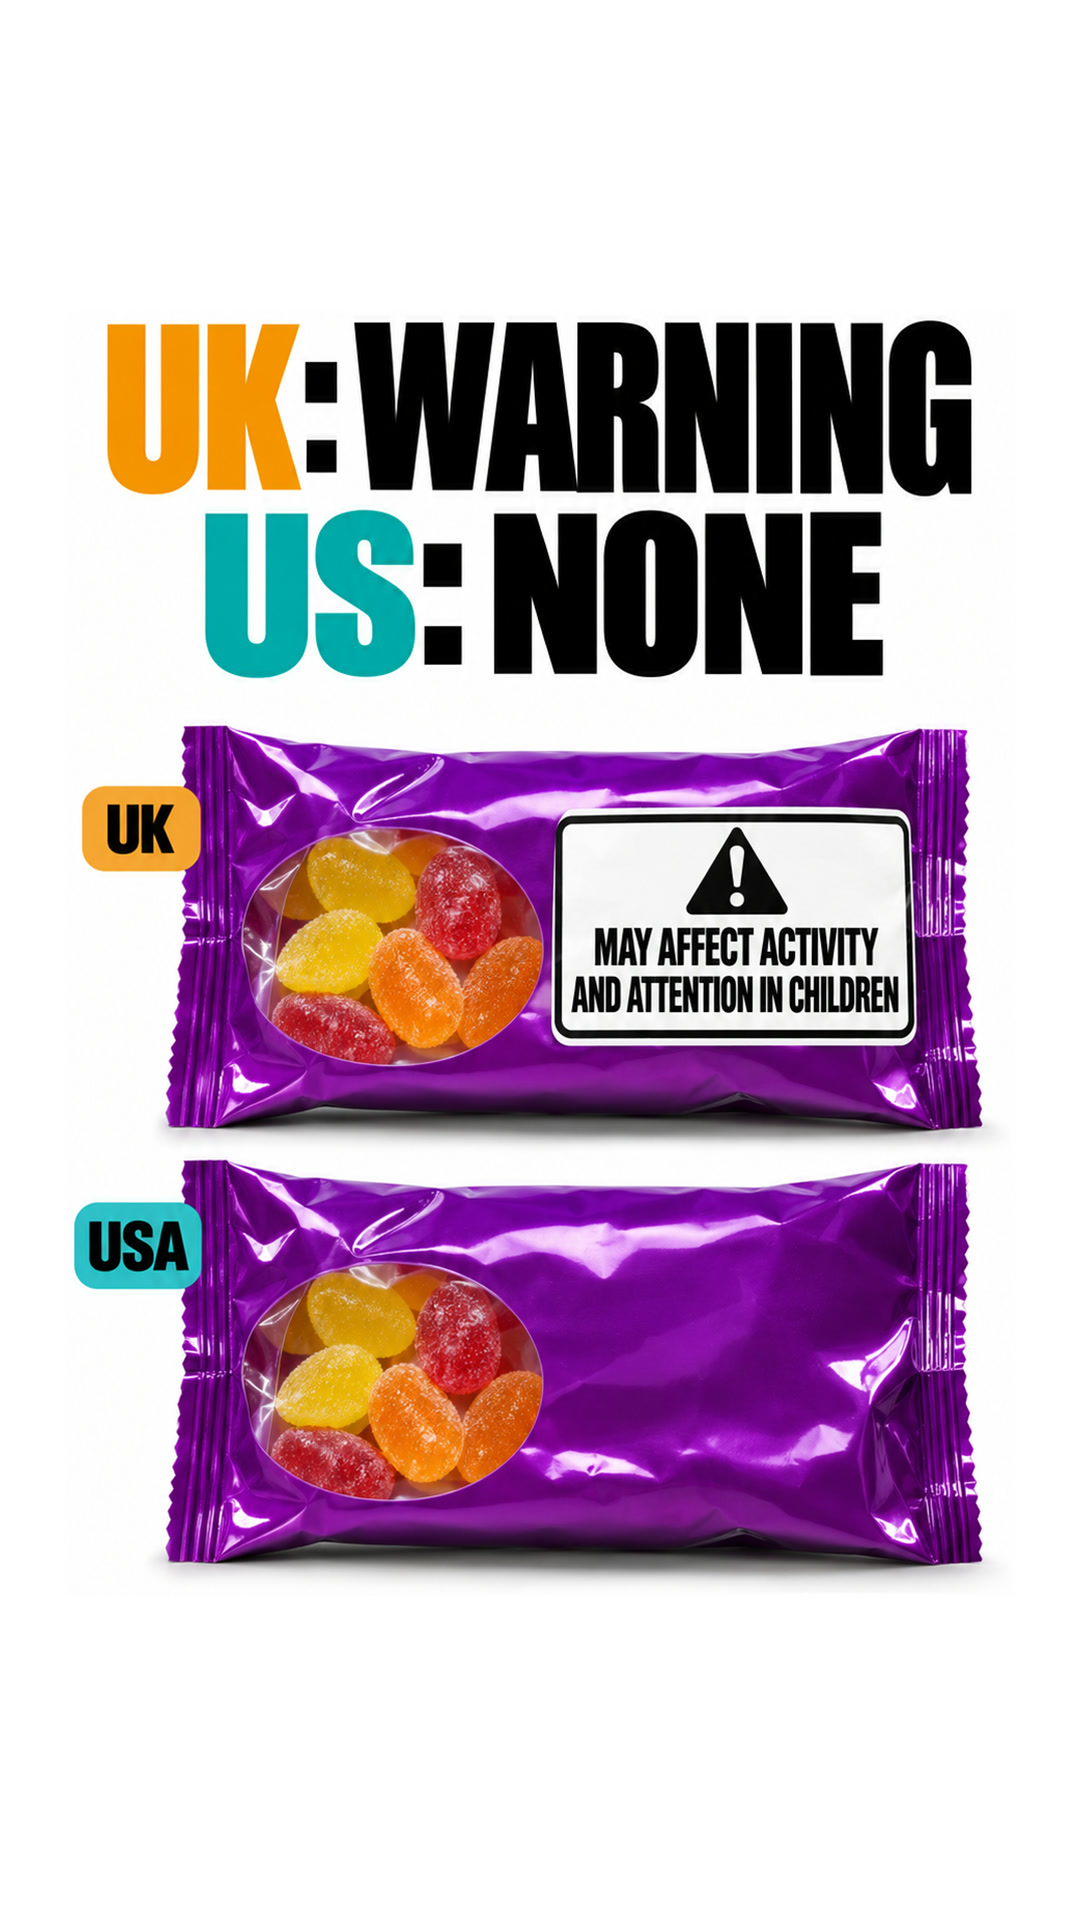 UK: WARNING
US: NONE
UK
MAY AFFECT ACTIVITY
AND ATTENTION IN CHILDREN
USA